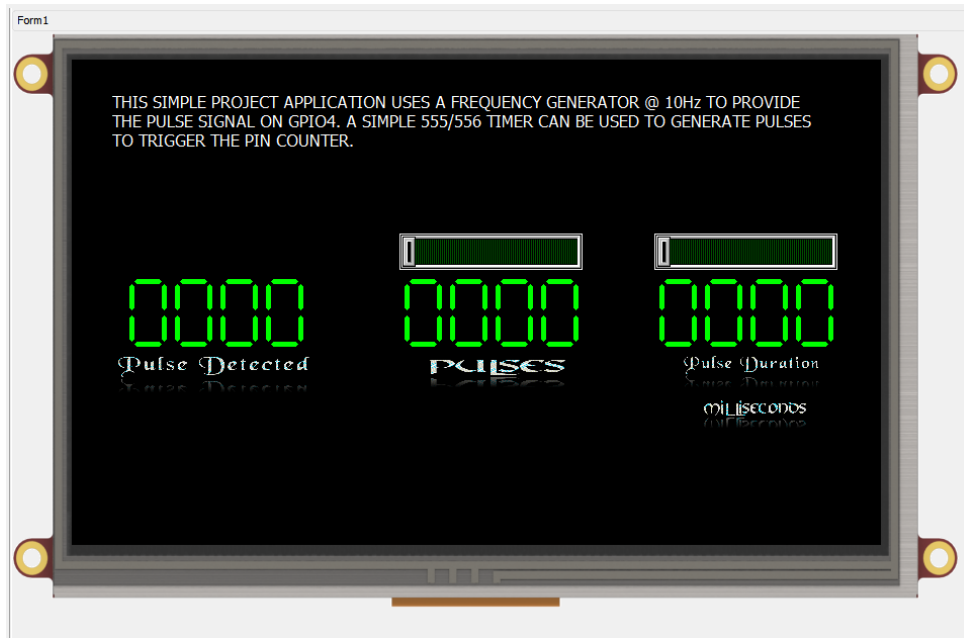 Form1
THIS SIMPLE PROJECT APPLICATION USES A FREQUENCY GENERATOR @ 10Hz TO PROVIDE
THE PULSE SIGNAL ON GPIO4. A SIMPLE 555/556 TIMER CAN BE USED TO GENERATE PULSES
TO TRIGGER THE PIN COUNTER.
0000 0000 0000
Pulse Detected PULSES Pulse Duration
MILLISECONDS